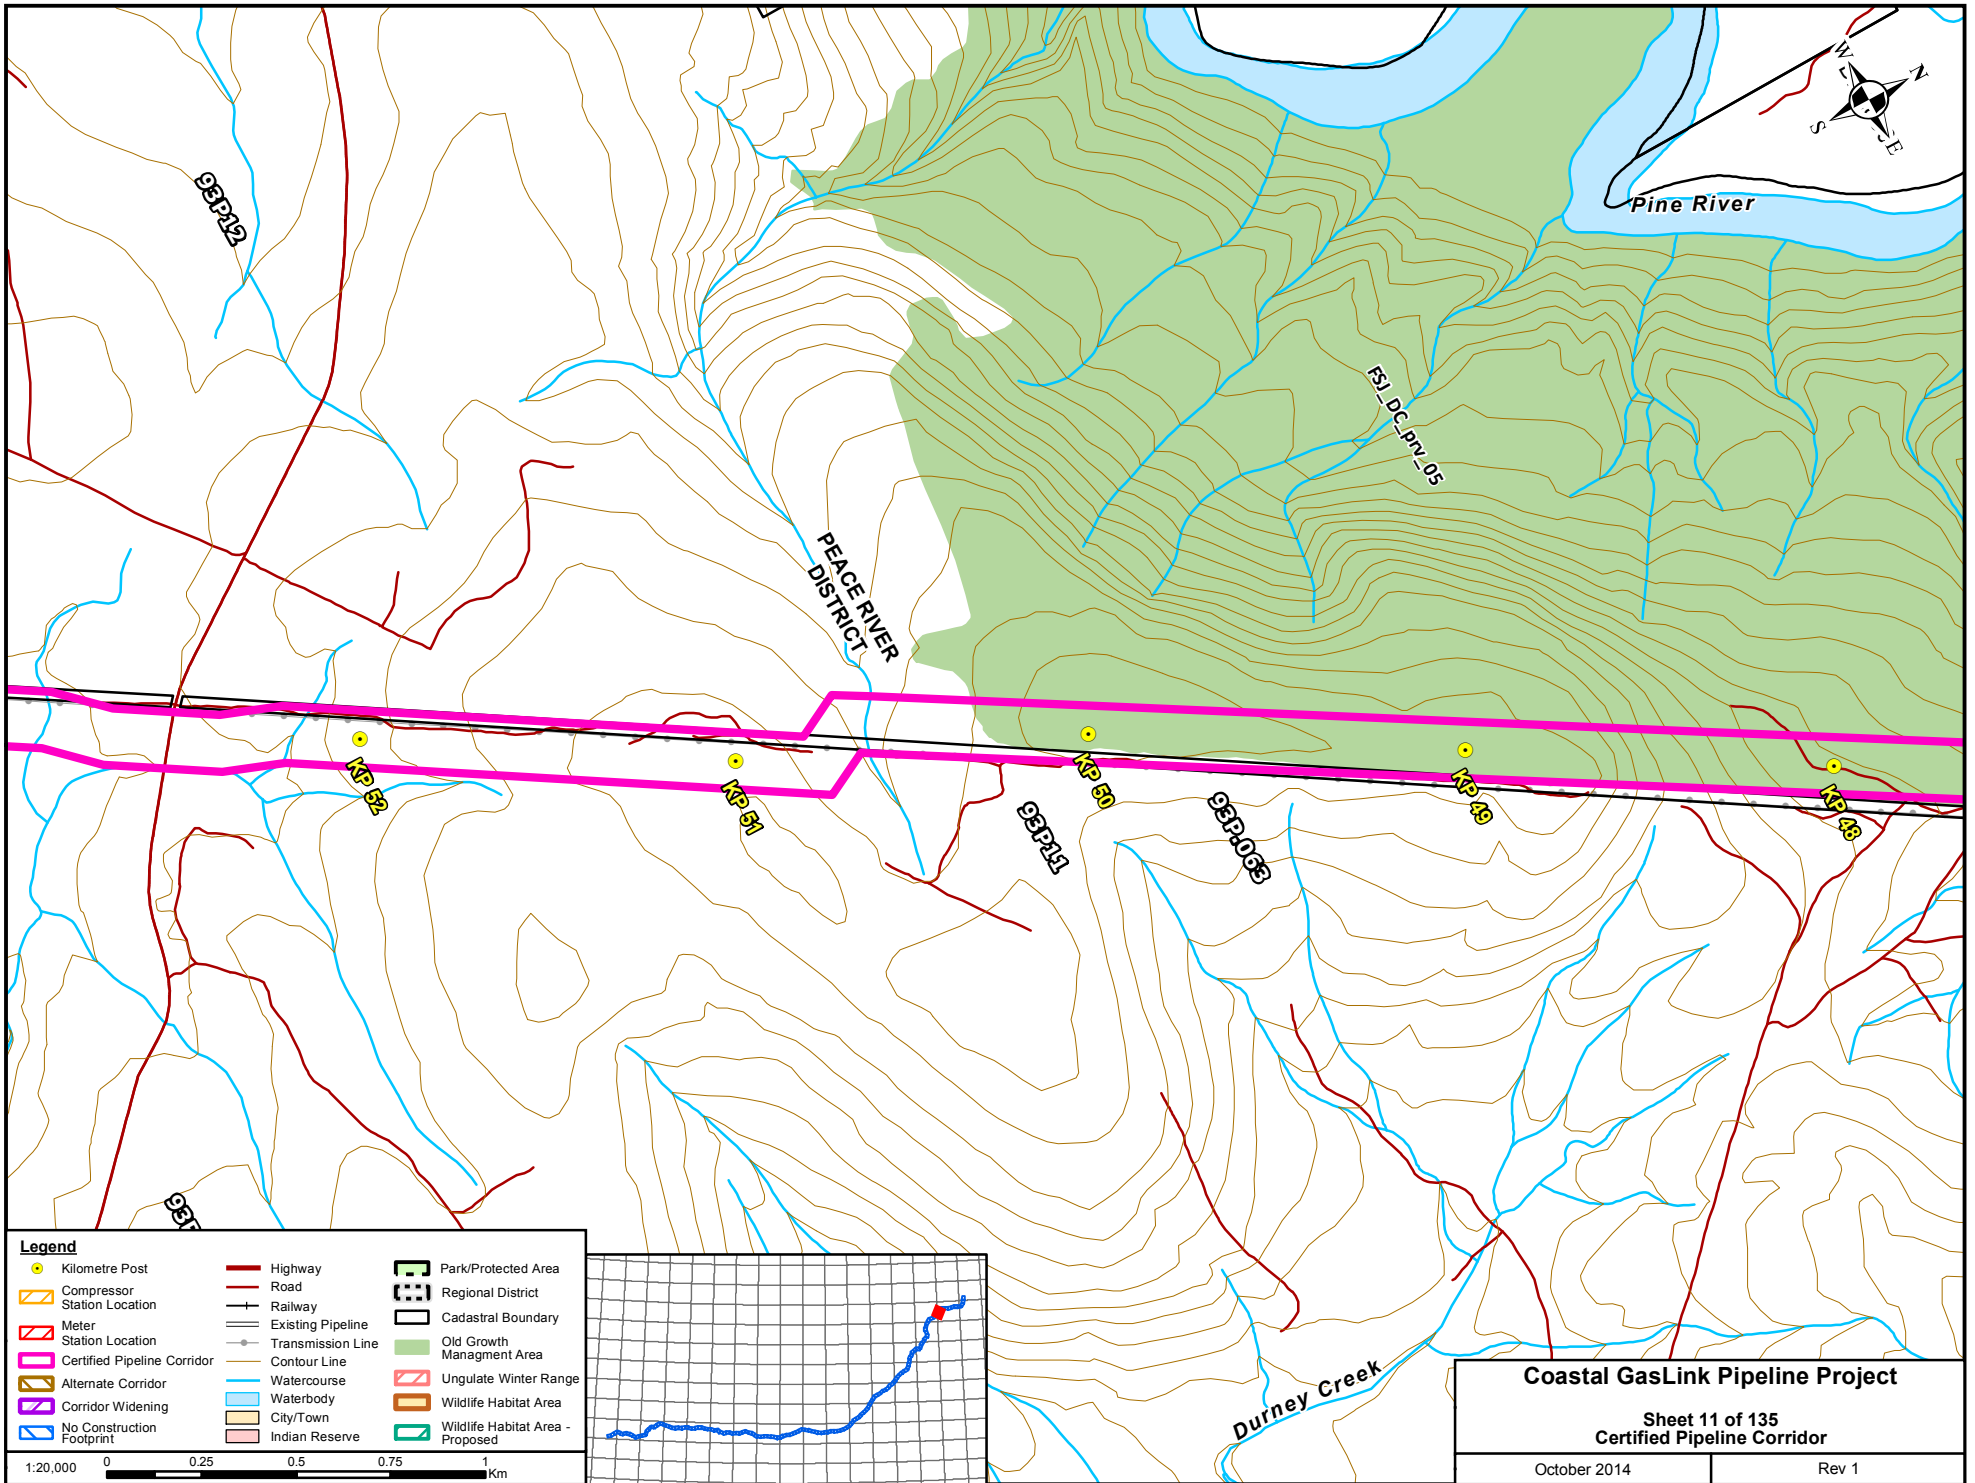 W
N
S
E
Pine River
93P12
FSJ_DC_prv_05
PEACE RIVER
DISTRICT
KP 52
KP 51
KP 50
KP 49
KP 48
93P11
93P.063
Durney Creek
Legend
Kilometre Post
Compressor
Station Location
Meter
Station Location
Certified Pipeline Corridor
Alternate Corridor
Corridor Widening
No Construction
Footprint
Highway
Road
Railway
Existing Pipeline
Transmission Line
Contour Line
Watercourse
Waterbody
City/Town
Indian Reserve
Park/Protected Area
Regional District
Cadastral Boundary
Old Growth
Managment Area
Ungulate Winter Range
Wildlife Habitat Area
Wildlife Habitat Area -
Proposed
1:20,000
0 0.25 0.5 0.75 1
Km
Coastal GasLink Pipeline Project
Sheet 11 of 135
Certified Pipeline Corridor
October 2014
Rev 1